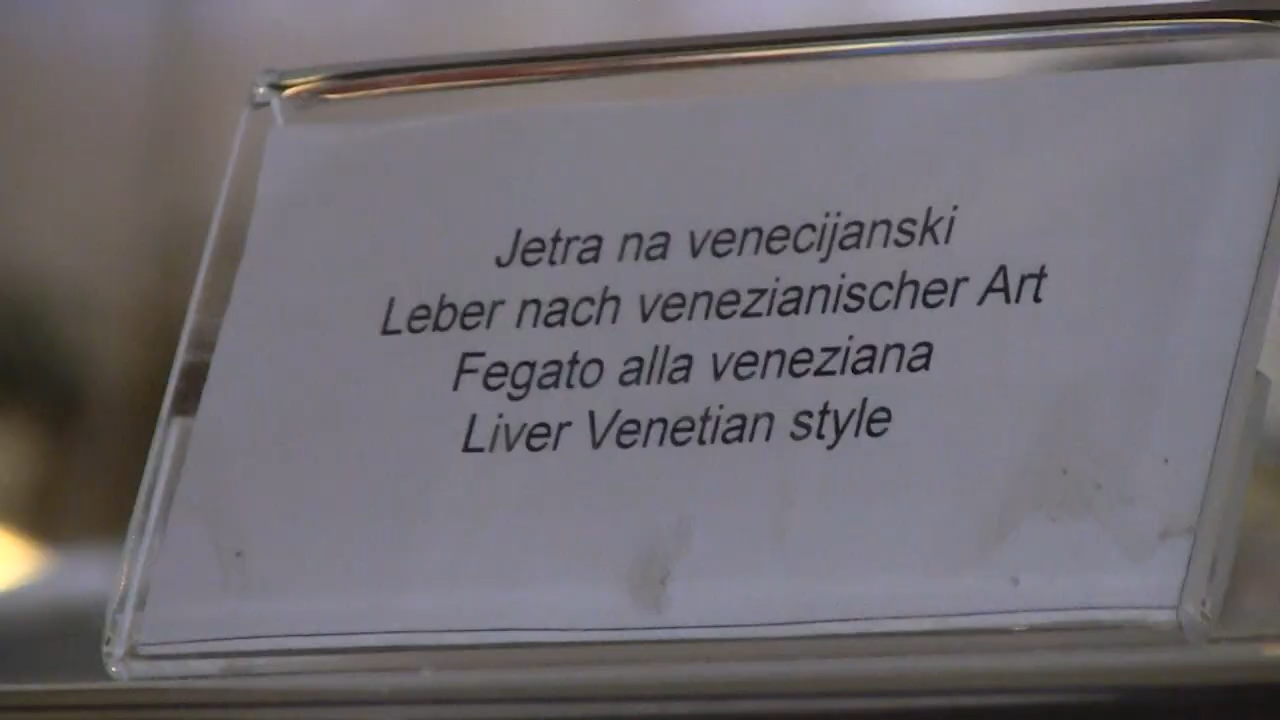 Jetra na venecijanski
Leber nach venezianischer Art
Fegato alla veneziana
Liver Venetian style